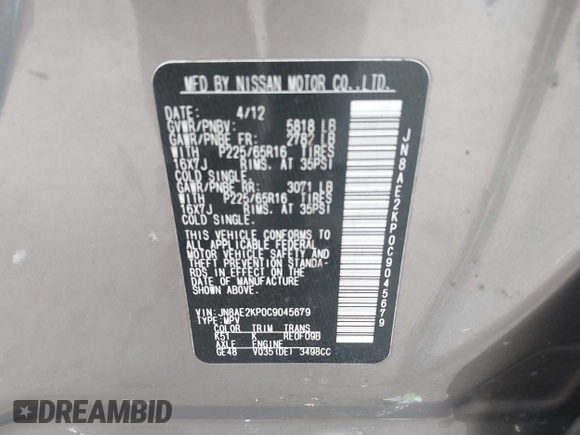 MFD BY NISSAN MOTOR CO.,LTD.
DATE: 4/12
GVWR/PNBV: 5818 LB
GAWR/PNBE FR: 2782 LB
WITH P225/65R16 TIRES
16X7J RIMS. AT 35PSI
COLD SINGLE.
GAWR/PNBE RR: 3071 LB
WITH P225/65R16 TIRES
16X7J RIMS. AT 35PSI
COLD SINGLE.
THIS VEHICLE CONFORMS TO
ALL APPLICABLE FEDERAL
MOTOR VEHICLE SAFETY AND
THEFT PREVENTION STANDA-
RDS IN EFFECT ON THE
DATE OF MANUFACTURE
SHOWN ABOVE.
VIN: JN8AE2KP0C9045679
TYPE: MPV
COLOR TRIM TRANS
K51 K RE0F09B
AXLE ENGINE
GE48 VQ35(DE) 3498CC
JN8AE2KP0C9045679
DREAMBID